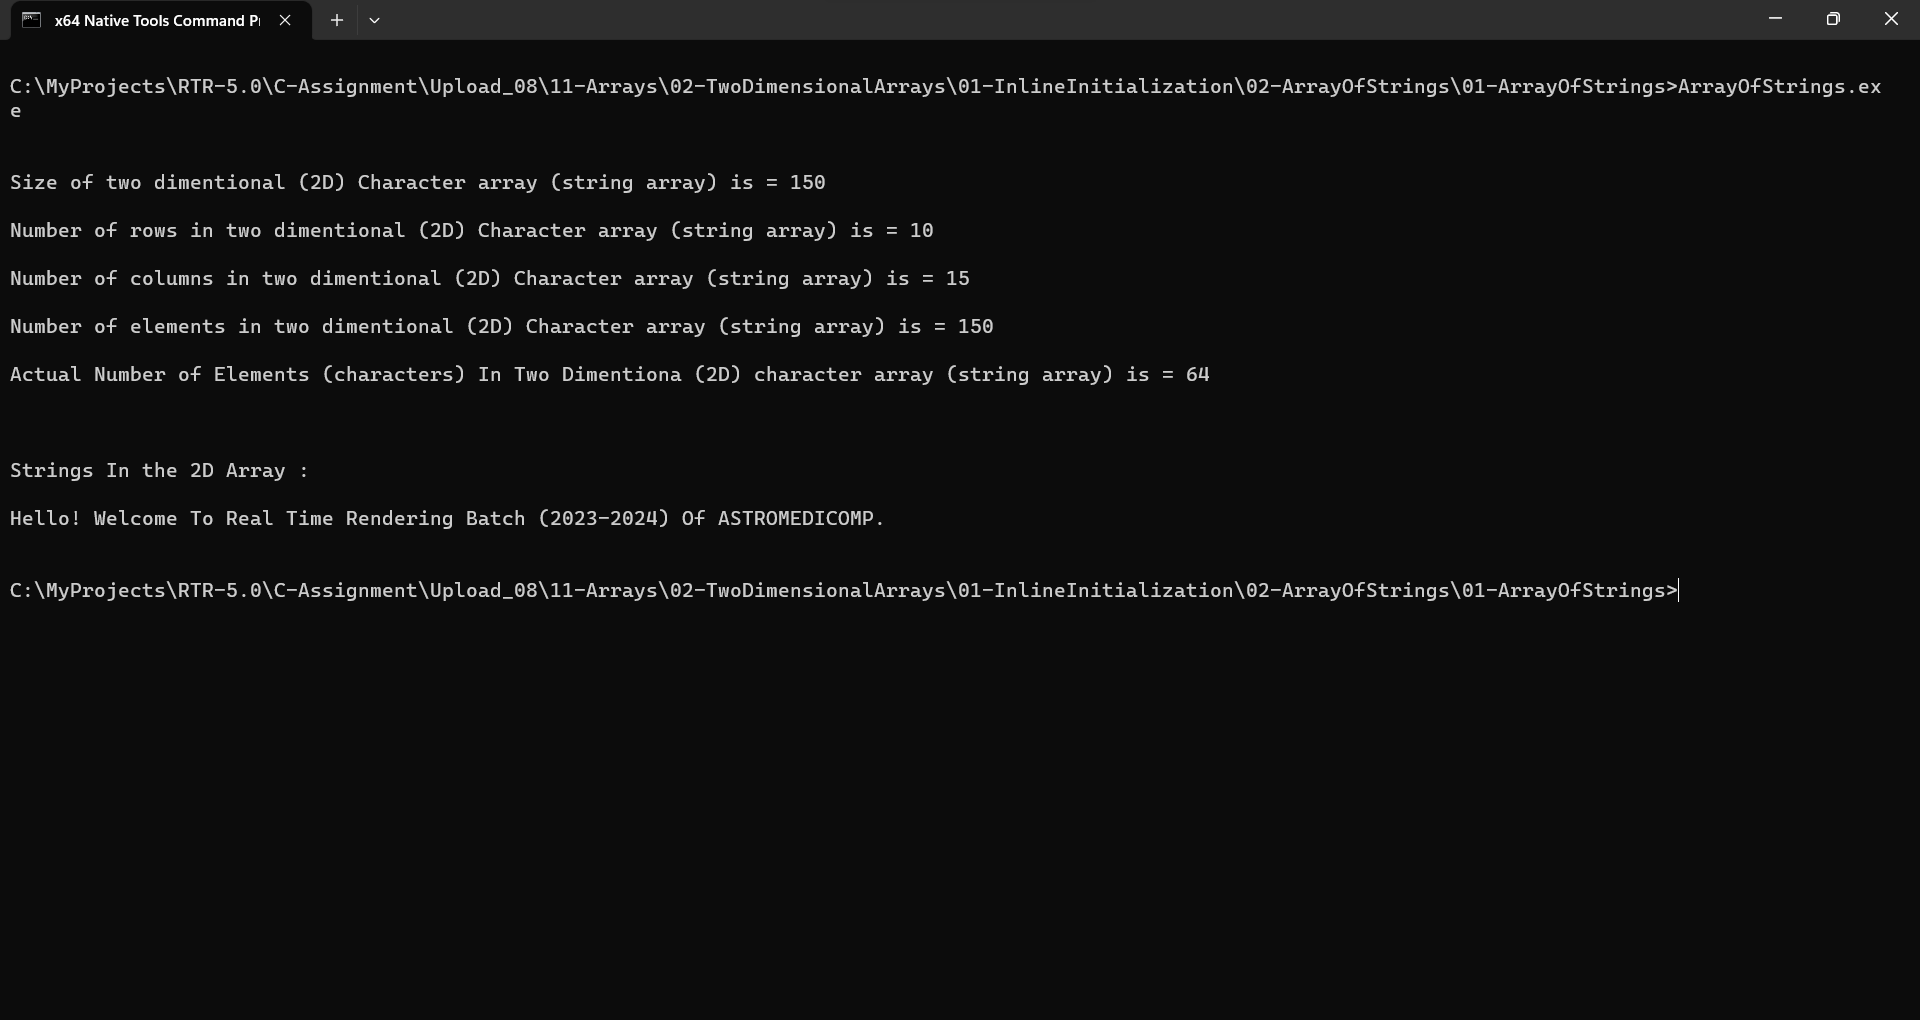 x64 Native Tools Command P
C:\MyProjects\RTR-5.0\C-Assignment\Upload_08\11-Arrays\02-TwoDimensionalArrays\01-InlineInitialization\02-ArrayOfStrings\01-ArrayOfStrings>ArrayOfStrings.ex
e
Size of two dimentional (2D) Character array (string array) is = 150
Number of rows in two dimentional (2D) Character array (string array) is = 10
Number of columns in two dimentional (2D) Character array (string array) is = 15
Number of elements in two dimentional (2D) Character array (string array) is = 150
Actual Number of Elements (characters) In Two Dimentiona (2D) character array (string array) is = 64
Strings In the 2D Array :
Hello! Welcome To Real Time Rendering Batch (2023-2024) Of ASTROMEDICOMP.
C:\MyProjects\RTR-5.0\C-Assignment\Upload_08\11-Arrays\02-TwoDimensionalArrays\01-InlineInitialization\02-ArrayOfStrings\01-ArrayOfStrings>